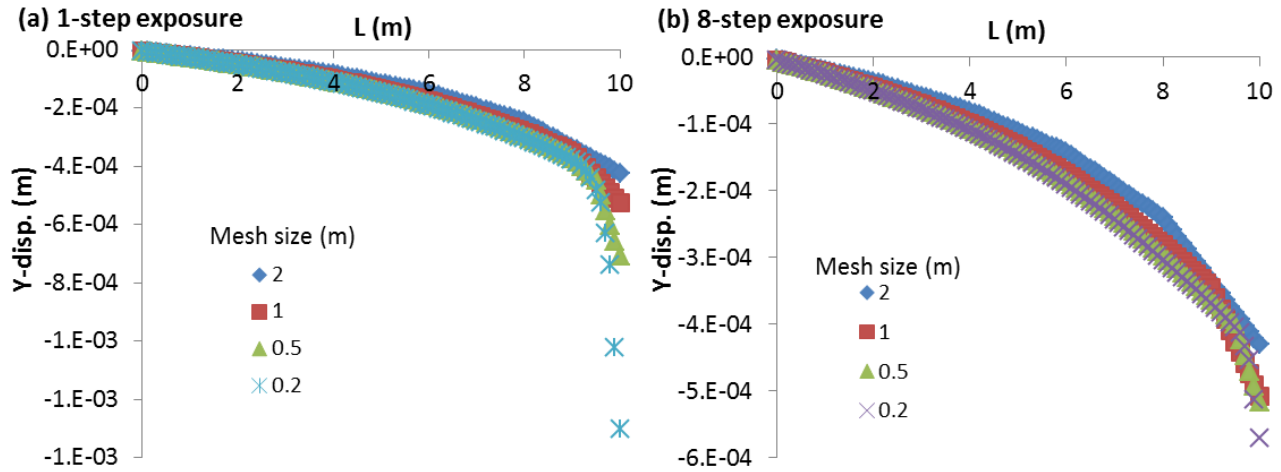 (a) 1-step exposure
L (m)
0.E+00
0 2 4 6 8 10
-2.E-04
-4.E-04
-6.E-04
-8.E-04
-1.E-03
-1.E-03
-1.E-03
Y-disp. (m)
Mesh size (m)
2
1
0.5
0.2
(b) 8-step exposure
L (m)
0.E+00
0 2 4 6 8 10
-1.E-04
-2.E-04
-3.E-04
-4.E-04
-5.E-04
-6.E-04
Y-disp. (m)
Mesh size (m)
2
1
0.5
0.2